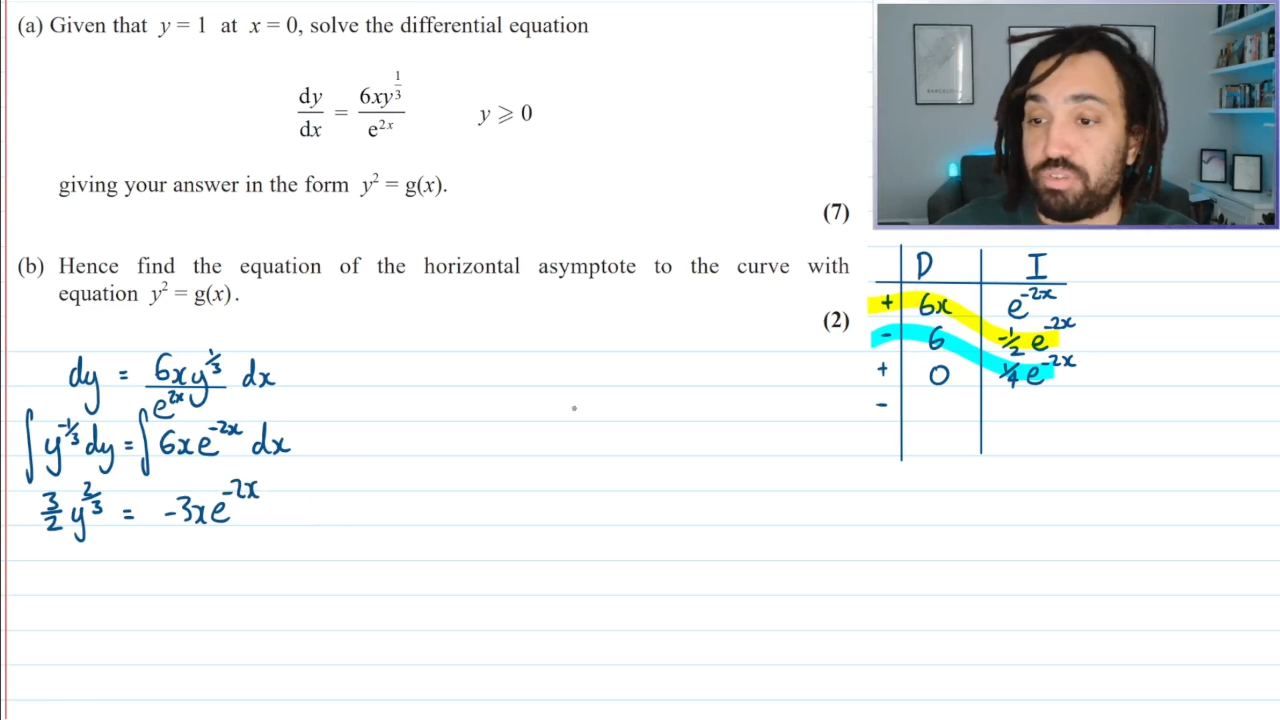 (a) Given that y = 1 at x = 0, solve the differential equation
dy/dx = 6xy^(1/3)/e^(2x)    y ⩾ 0
giving your answer in the form y² = g(x).
(7)
(b) Hence find the equation of the horizontal asymptote to the curve with
equation y² = g(x).
(2)
D I
+ 6x e^(-2x)
- 6 -½ e^(-2x)
+ 0 ¼ e^(-2x)
-
dy = 6xy^(1/3)/e^(2x) dx
∫ y^(-1/3) dy = ∫ 6xe^(-2x) dx
3/2 y^(2/3) = -3xe^(-2x)